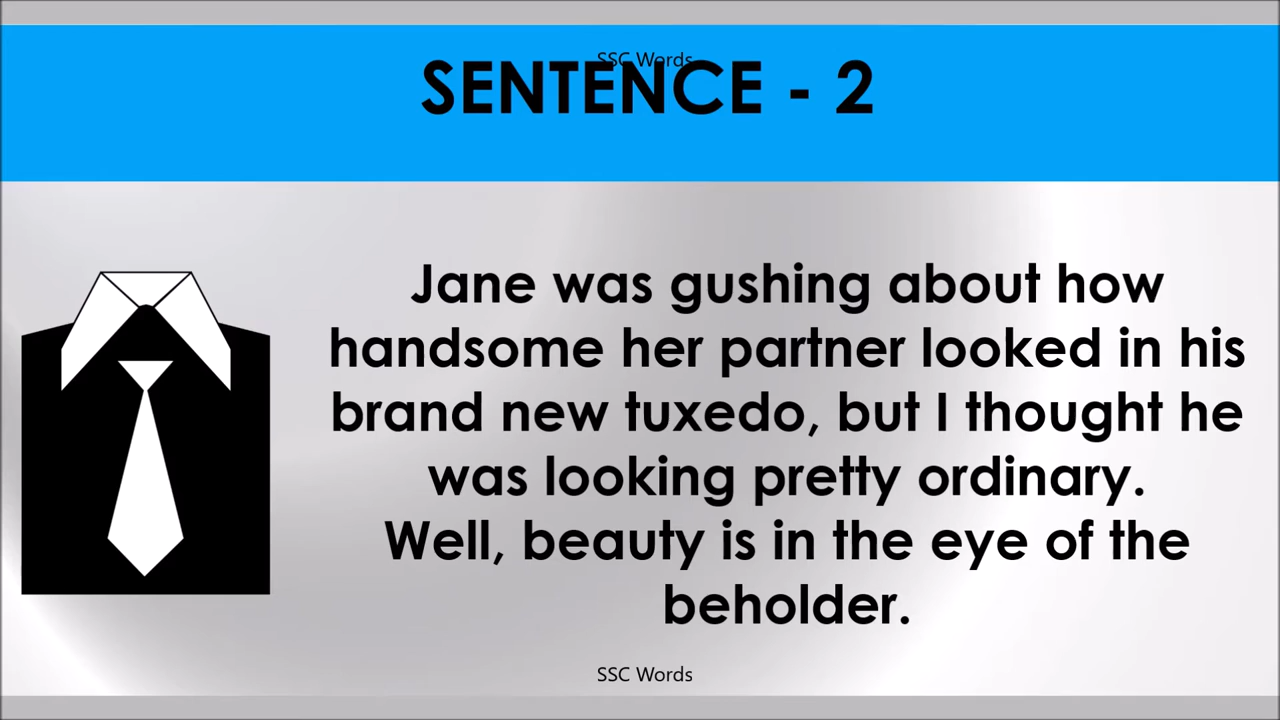 SSC Words
SENTENCE - 2
Jane was gushing about how
handsome her partner looked in his
brand new tuxedo, but I thought he
was looking pretty ordinary.
Well, beauty is in the eye of the
beholder.
SSC Words